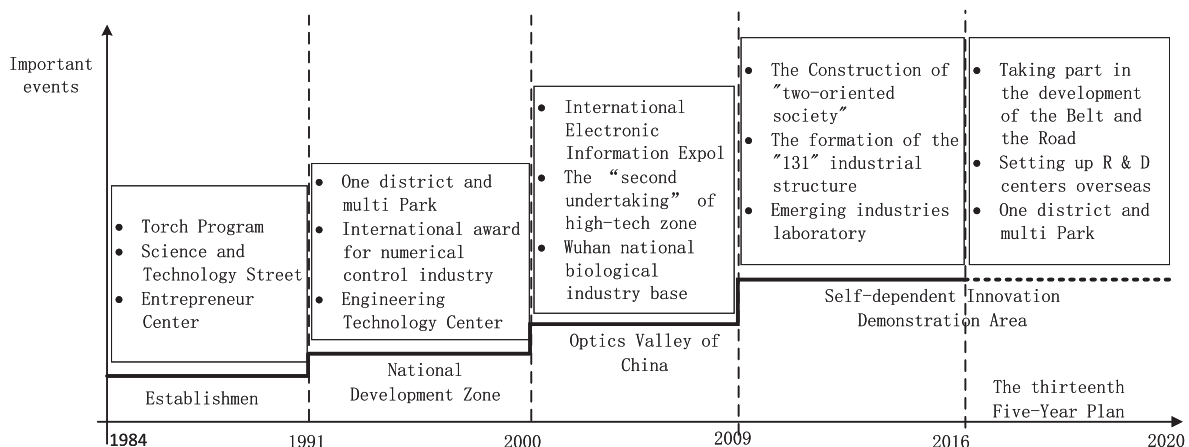 Important
events
● Torch Program
● Science and
Technology Street
● Entrepreneur
Center
● One district and
multi Park
● International award
for numerical
control industry
● Engineering
Technology Center
● International
Electronic
Information Expol
● The “second
undertaking” of
high-tech zone
● Wuhan national
biological
industry base
● The Construction of
"two-oriented
society"
● The formation of the
"131" industrial
structure
● Emerging industries
laboratory
● Taking part in
the development
of the Belt and
the Road
● Setting up R & D
centers overseas
● One district and
multi Park
Establishmen
National
Development Zone
Optics Valley of
China
Self-dependent Innovation
Demonstration Area
The thirteenth
Five-Year Plan
1984 1991 2000 2009 2016 2020